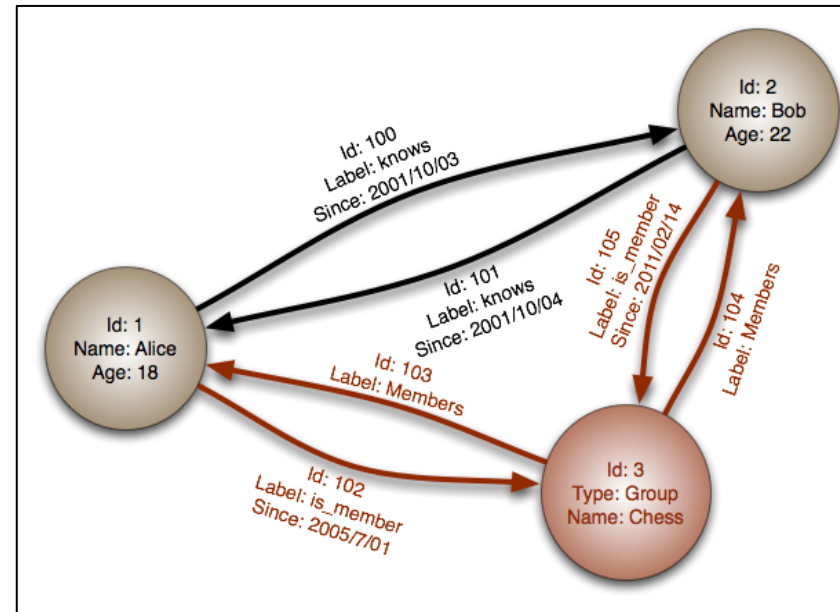 Id: 2
Name: Bob
Age: 22
Id: 100
Label: knows
Since: 2001/10/03
Id: 101
Label: knows
Since: 2001/10/04
Id: 105
Label: is_member
Since: 2011/02/14
Id: 104
Label: Members
Id: 1
Name: Alice
Age: 18
Id: 103
Label: Members
Id: 102
Label: is_member
Since: 2005/7/01
Id: 3
Type: Group
Name: Chess